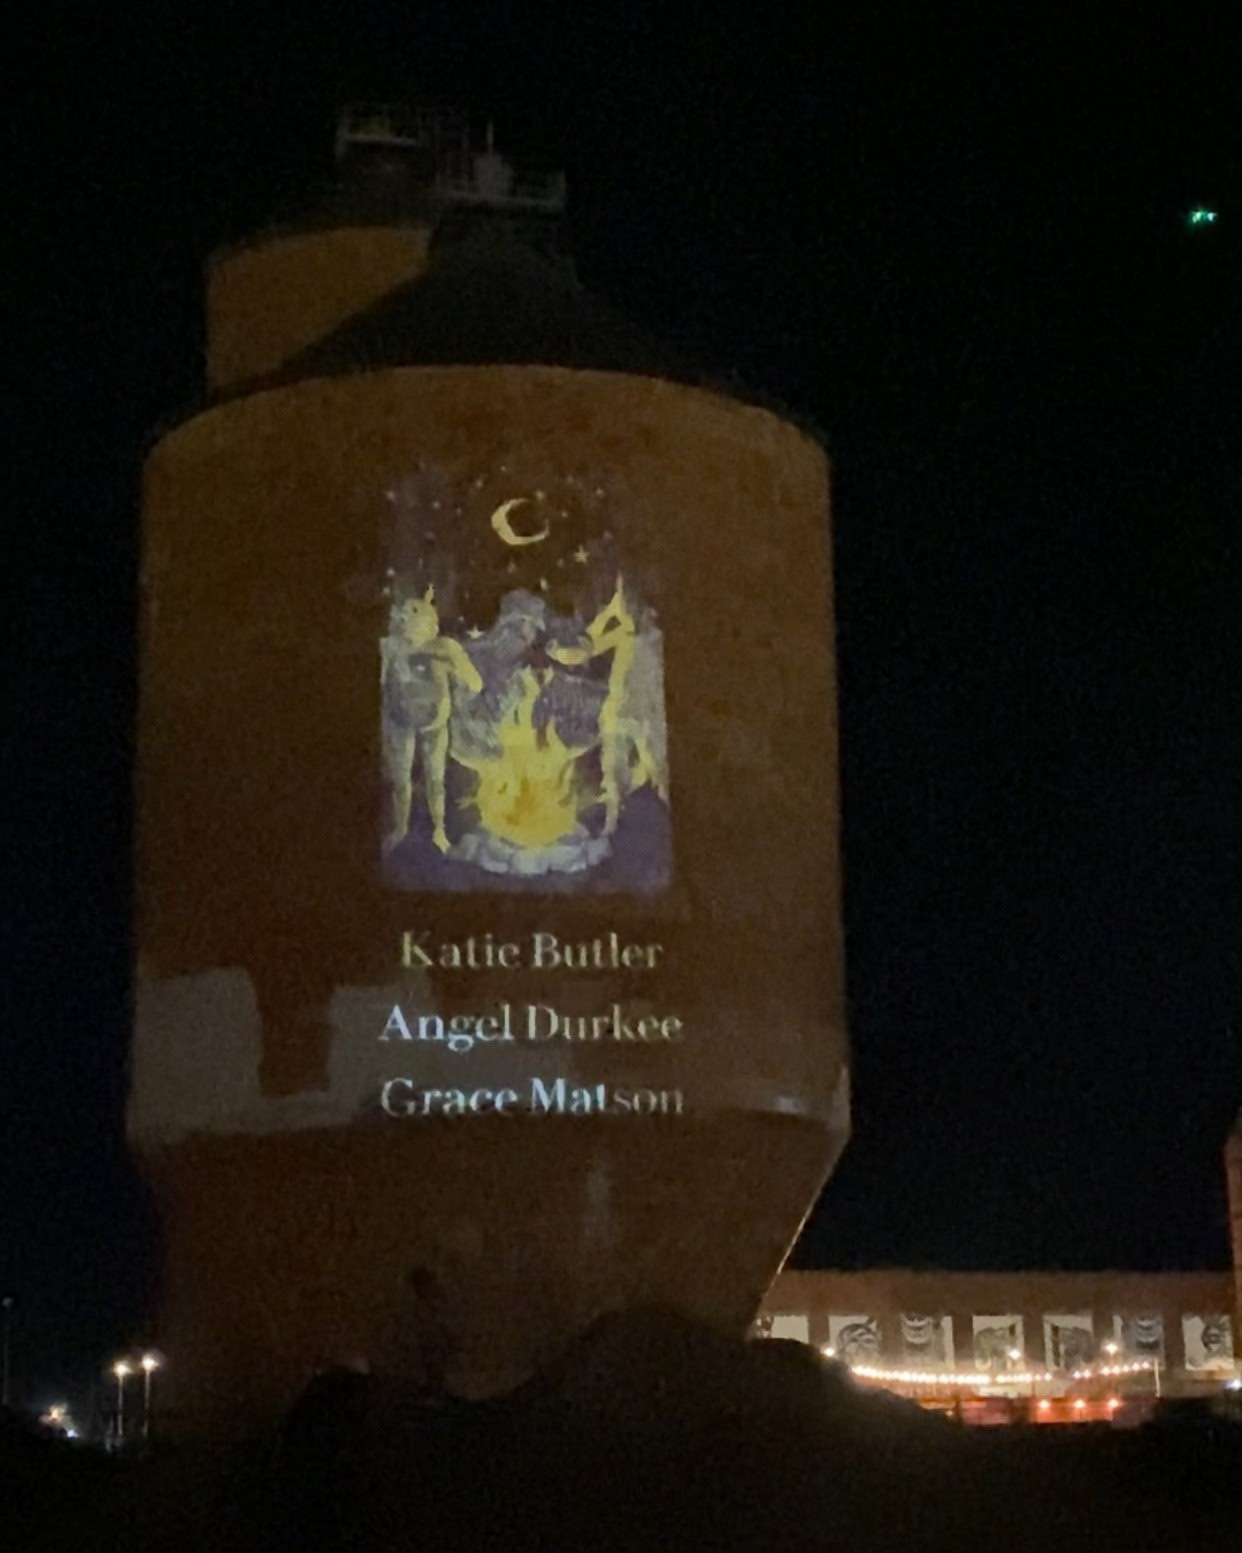 Katie Butler
Angel Durkee
Grace Matson